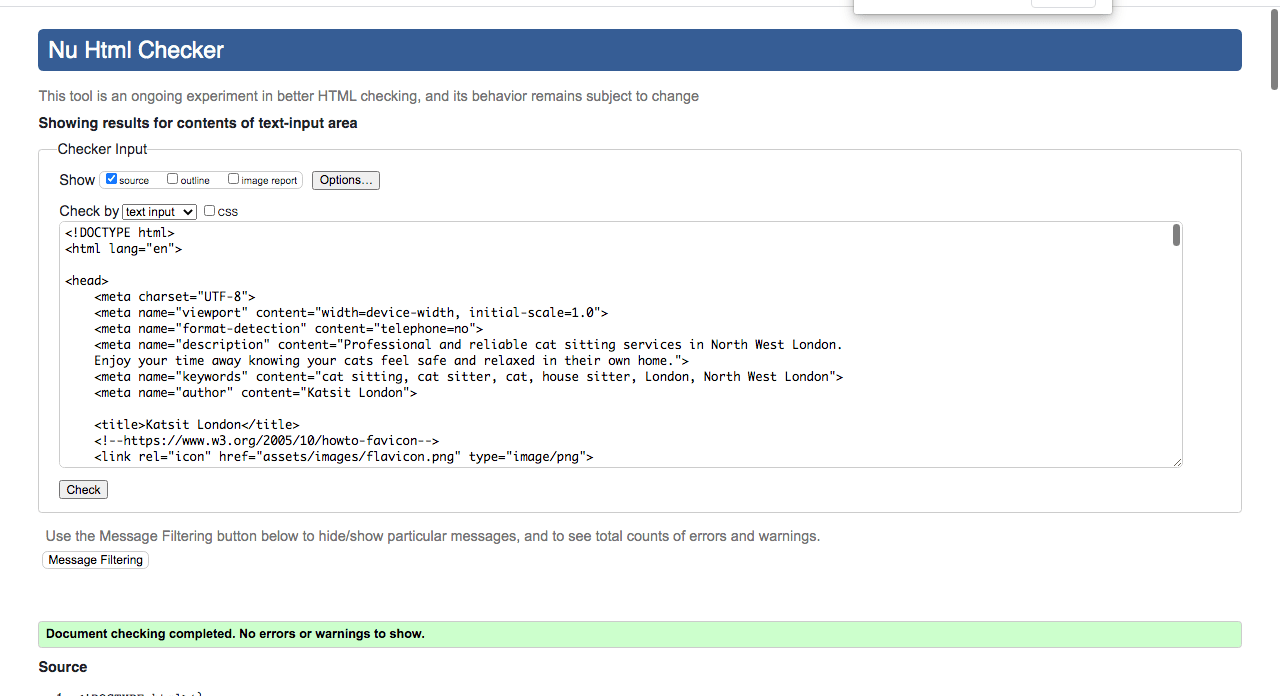 Nu Html Checker
This tool is an ongoing experiment in better HTML checking, and its behavior remains subject to change
Showing results for contents of text-input area
Checker Input
Show source outline image report Options...
Check by text input CSS
<!DOCTYPE html>
<html lang="en">
<head>
<meta charset="UTF-8">
<meta name="viewport" content="width=device-width, initial-scale=1.0">
<meta name="format-detection" content="telephone=no">
<meta name="description" content="Professional and reliable cat sitting services in North West London.
Enjoy your time away knowing your cats feel safe and relaxed in their own home.">
<meta name="keywords" content="cat sitting, cat sitter, cat, house sitter, London, North West London">
<meta name="author" content="Katsit London">
<title>Katsit London</title>
<!--https://www.w3.org/2005/10/howto-favicon-->
<link rel="icon" href="assets/images/flavicon.png" type="image/png">
Check
Use the Message Filtering button below to hide/show particular messages, and to see total counts of errors and warnings.
Message Filtering
Document checking completed. No errors or warnings to show.
Source